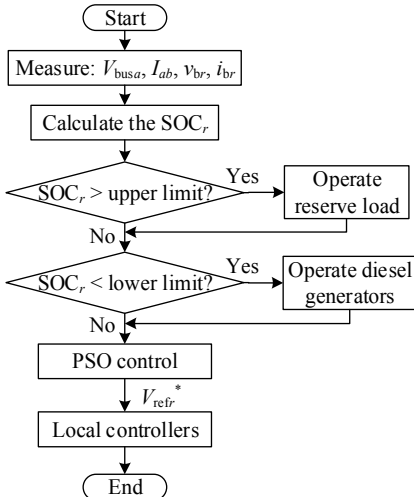 Start
Measure: V_busa, I_ab, v_br, i_br
Calculate the SOC_r
SOC_r > upper limit?
Yes
Operate
reserve load
No
SOC_r < lower limit?
Yes
Operate diesel
generators
No
PSO control
V_refr*
Local controllers
End